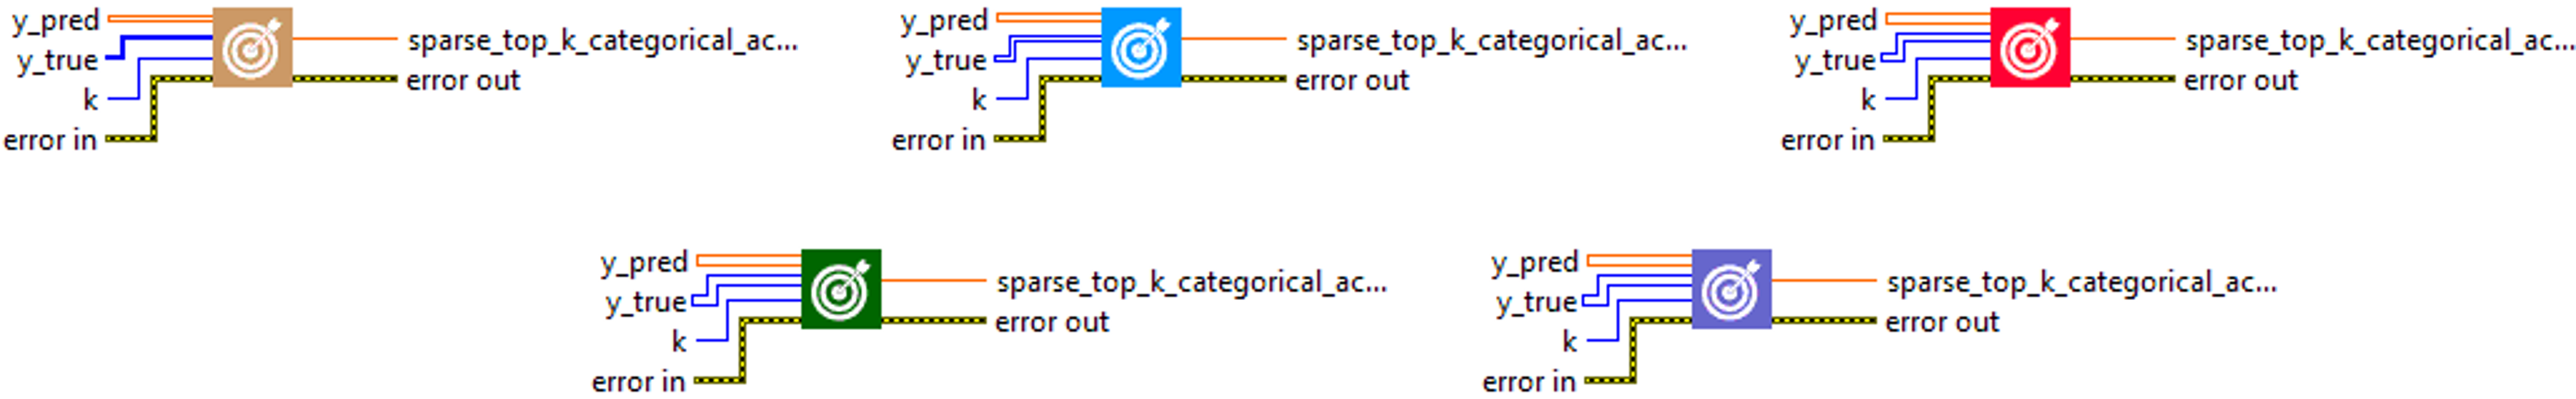 y_pred
y_true
k
error in
sparse_top_k_categorical_ac...
error out
y_pred
y_true
k
error in
sparse_top_k_categorical_ac...
error out
y_pred
y_true
k
error in
sparse_top_k_categorical_ac...
error out
y_pred
y_true
k
error in
sparse_top_k_categorical_ac...
error out
y_pred
y_true
k
error in
sparse_top_k_categorical_ac...
error out